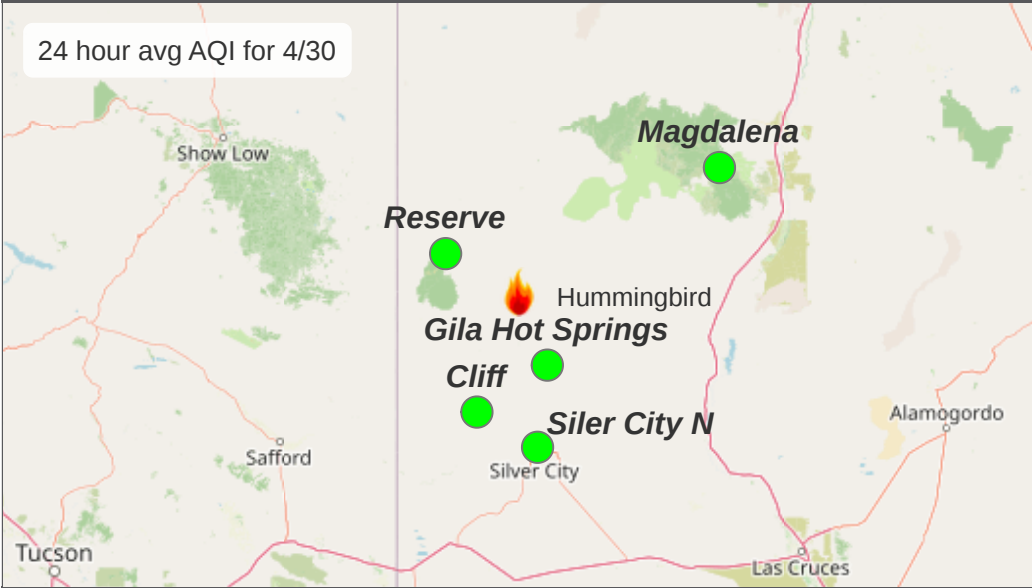 24 hour avg AQI for 4/30
Magdalena
Show Low
Reserve
Hummingbird
Gila Hot Springs
Cliff
Siler City N
Alamogordo
Safford
Silver City
Tucson
Las Cruces